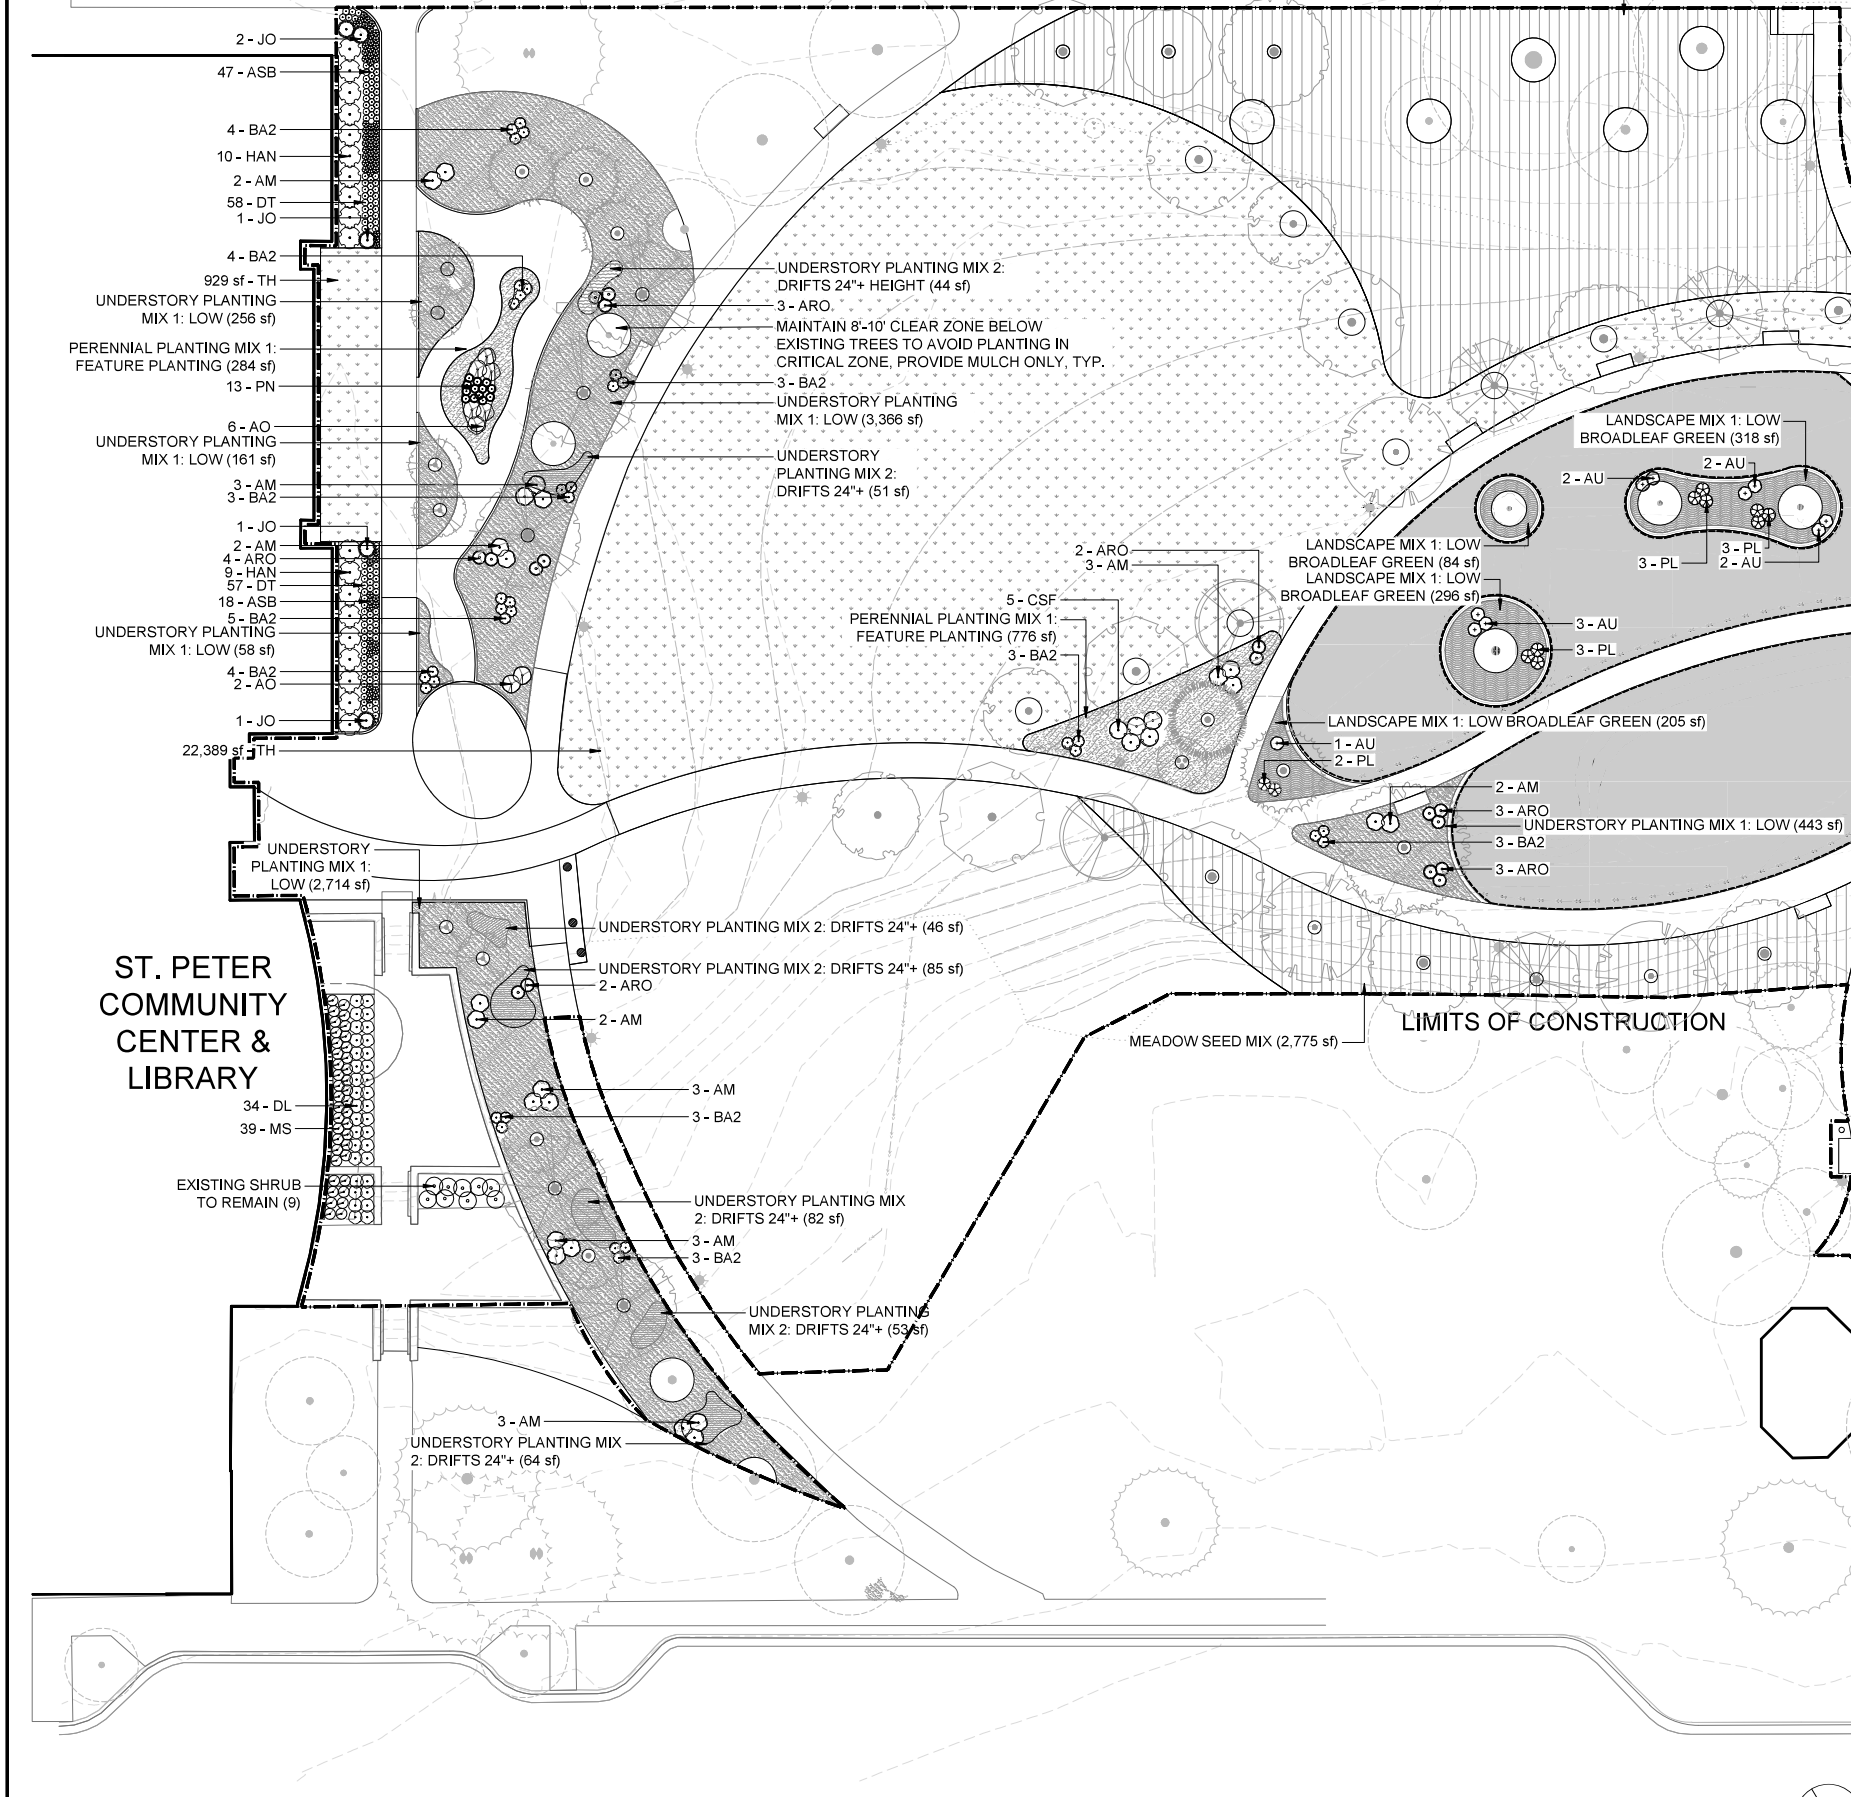 2 - JO
47 - ASB
4 - BA2
10 - HAN
2 - AM
58 - DT
1 - JO
4 - BA2
929 sf - TH
UNDERSTORY PLANTING
MIX 1: LOW (256 sf)
PERENNIAL PLANTING MIX 1:
FEATURE PLANTING (284 sf)
13 - PN
6 - AO
UNDERSTORY PLANTING
MIX 1: LOW (161 sf)
3 - AM
3 - BA2
1 - JO
2 - AM
4 - ARO
9 - HAN
57 - DT
18 - ASB
5 - BA2
UNDERSTORY PLANTING
MIX 1: LOW (58 sf)
4 - BA2
2 - AO
1 - JO
22,389 sf - TH
UNDERSTORY PLANTING MIX 2:
DRIFTS 24"+ HEIGHT (44 sf)
3 - ARO
MAINTAIN 8'-10' CLEAR ZONE BELOW
EXISTING TREES TO AVOID PLANTING IN
CRITICAL ZONE, PROVIDE MULCH ONLY, TYP.
3 - BA2
UNDERSTORY PLANTING
MIX 1: LOW (3,366 sf)
UNDERSTORY
PLANTING MIX 2:
DRIFTS 24"+ (51 sf)
2 - ARO
3 - AM
5 - CSF
PERENNIAL PLANTING MIX 1:
FEATURE PLANTING (776 sf)
3 - BA2
LANDSCAPE MIX 1: LOW
BROADLEAF GREEN (318 sf)
2 - AU
2 - AU
3 - PL
3 - PL
2 - AU
LANDSCAPE MIX 1: LOW
BROADLEAF GREEN (84 sf)
LANDSCAPE MIX 1: LOW
BROADLEAF GREEN (296 sf)
3 - AU
3 - PL
LANDSCAPE MIX 1: LOW BROADLEAF GREEN (205 sf)
1 - AU
2 - PL
2 - AM
3 - ARO
UNDERSTORY PLANTING MIX 1: LOW (443 sf)
3 - BA2
3 - ARO
UNDERSTORY
PLANTING MIX 1:
LOW (2,714 sf)
UNDERSTORY PLANTING MIX 2: DRIFTS 24"+ (46 sf)
UNDERSTORY PLANTING MIX 2: DRIFTS 24"+ (85 sf)
2 - ARO
2 - AM
ST. PETER
COMMUNITY
CENTER &
LIBRARY
LIMITS OF CONSTRUCTION
MEADOW SEED MIX (2,775 sf)
3 - AM
3 - BA2
34 - DL
39 - MS
EXISTING SHRUB
TO REMAIN (9)
UNDERSTORY PLANTING MIX
2: DRIFTS 24"+ (82 sf)
3 - AM
3 - BA2
UNDERSTORY PLANTING
MIX 2: DRIFTS 24"+ (53 sf)
3 - AM
UNDERSTORY PLANTING MIX
2: DRIFTS 24"+ (64 sf)